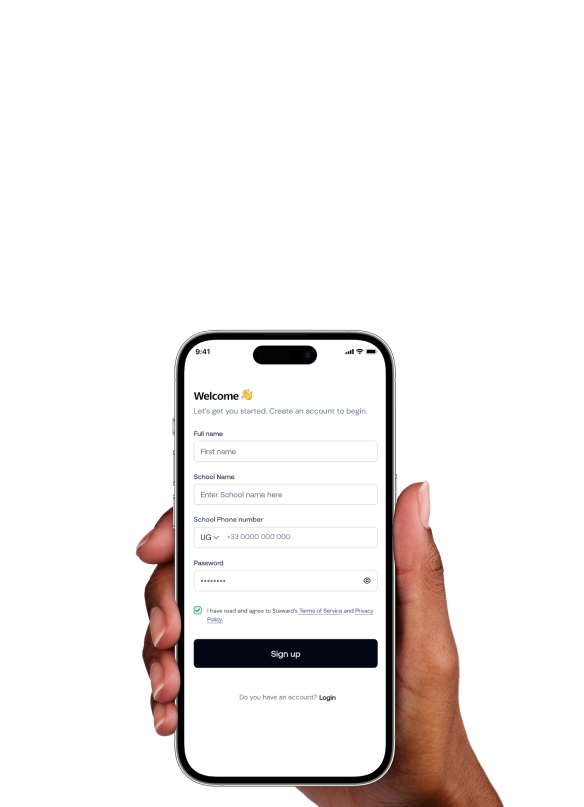 9:41
Welcome 👋
Let's get you started. Create an account to begin.
Full name
First name
School Name
Enter School name here
School Phone number
UG +33 0000 000 000
Password
********
I have read and agree to Steward's Terms of Service and Privacy
Policy.
Sign up
Do you have an account? Login